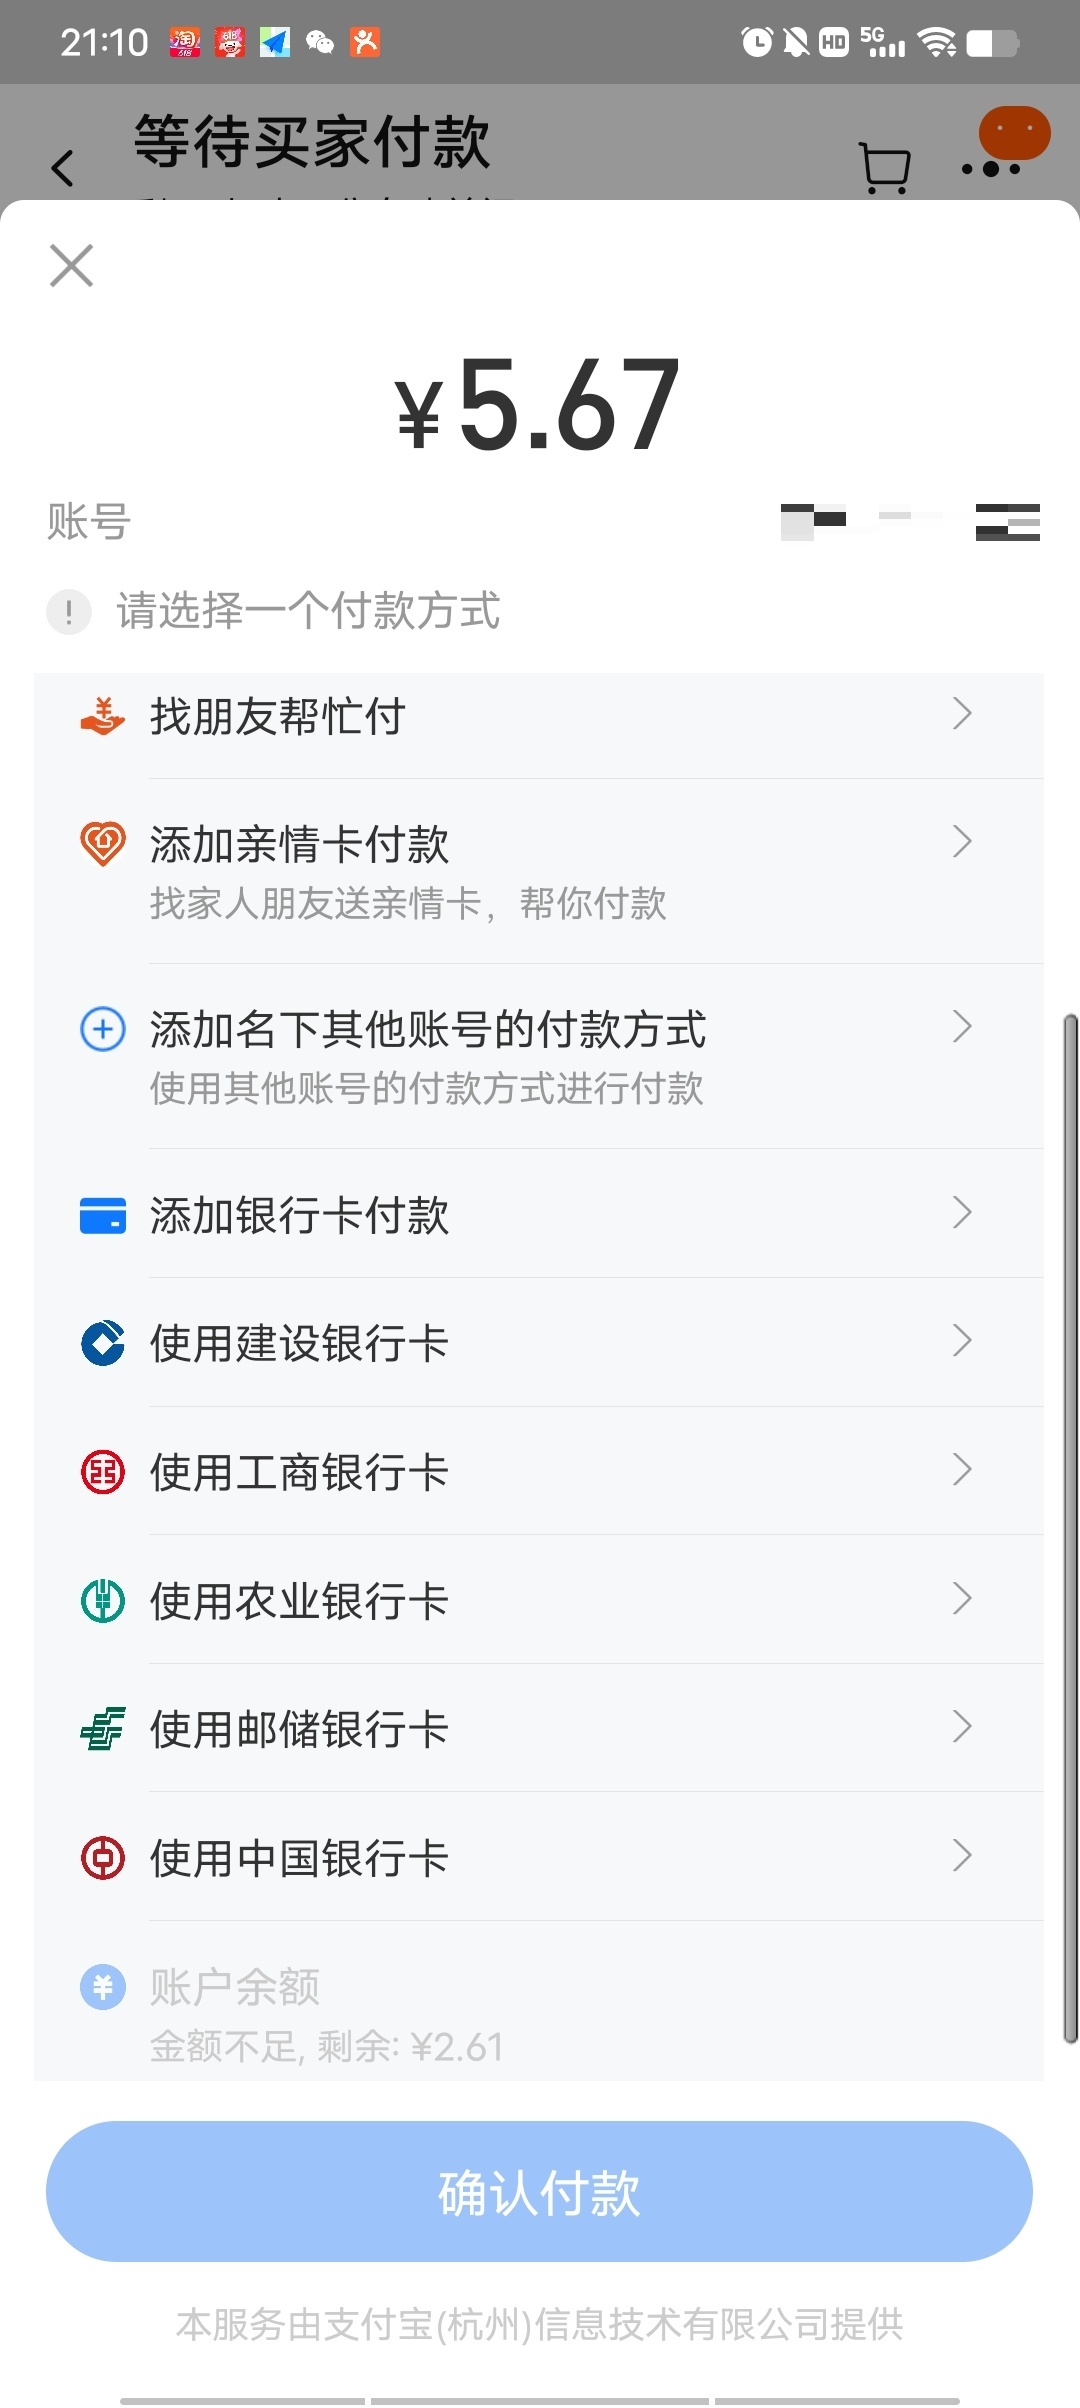 21:10
HD 5G
等待买家付款
¥5.67
账号
请选择一个付款方式
找朋友帮忙付
添加亲情卡付款
找家人朋友送亲情卡，帮你付款
添加名下其他账号的付款方式
使用其他账号的付款方式进行付款
添加银行卡付款
使用建设银行卡
使用工商银行卡
使用农业银行卡
使用邮储银行卡
使用中国银行卡
账户余额
金额不足, 剩余: ¥2.61
确认付款
本服务由支付宝(杭州)信息技术有限公司提供